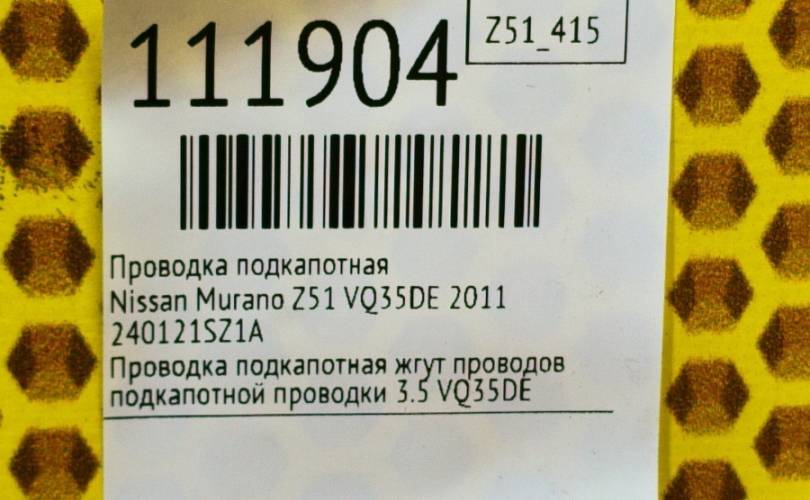 111904
Z51_415
Проводка подкапотная
Nissan Murano Z51 VQ35DE 2011
240121SZ1A
Проводка подкапотная жгут проводов
подкапотной проводки 3.5 VQ35DE